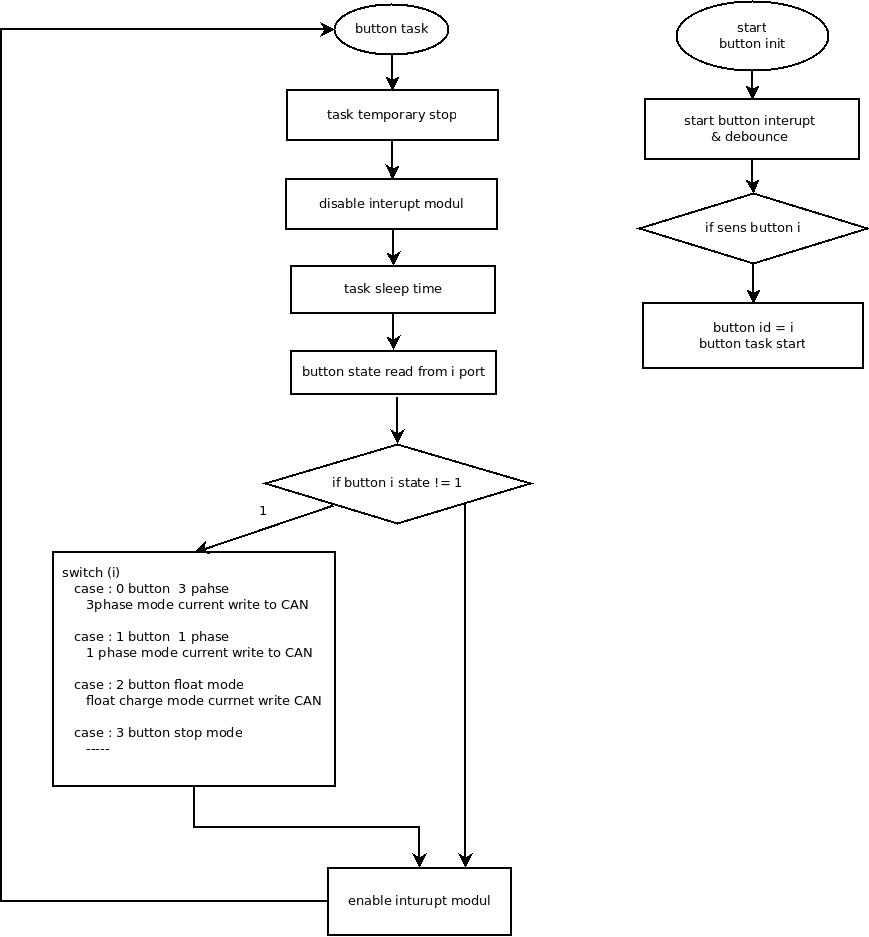 button task
task temporary stop
disable interupt modul
task sleep time
button state read from i port
if button i state != 1
1
switch (i)
case : 0 button  3 pahse
3phase mode current write to CAN
case : 1 button  1 phase
1 phase mode current write to CAN
case : 2 button float mode
float charge mode currnet write CAN
case : 3 button stop mode
-----
enable inturupt modul
start
button init
start button interupt
& debounce
if sens button i
button id = i
button task start